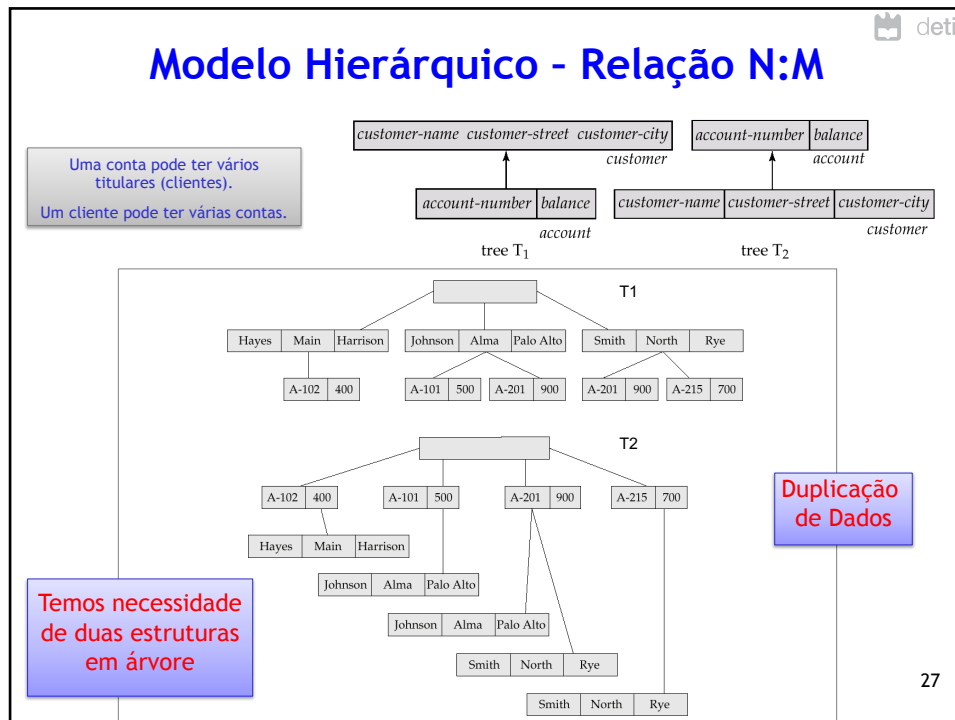 deti
Modelo Hierárquico - Relação N:M
Uma conta pode ter vários
titulares (clientes).
Um cliente pode ter várias contas.
customer-name customer-street customer-city
customer
account-number balance
account
tree T1
account-number balance
account
customer-name customer-street customer-city
customer
tree T2
T1
Hayes Main Harrison
Johnson Alma Palo Alto
Smith North Rye
A-102 400
A-101 500
A-201 900
A-201 900
A-215 700
T2
A-102 400
A-101 500
A-201 900
A-215 700
Hayes Main Harrison
Johnson Alma Palo Alto
Johnson Alma Palo Alto
Smith North Rye
Smith North Rye
Duplicação
de Dados
Temos necessidade
de duas estruturas
em árvore
27